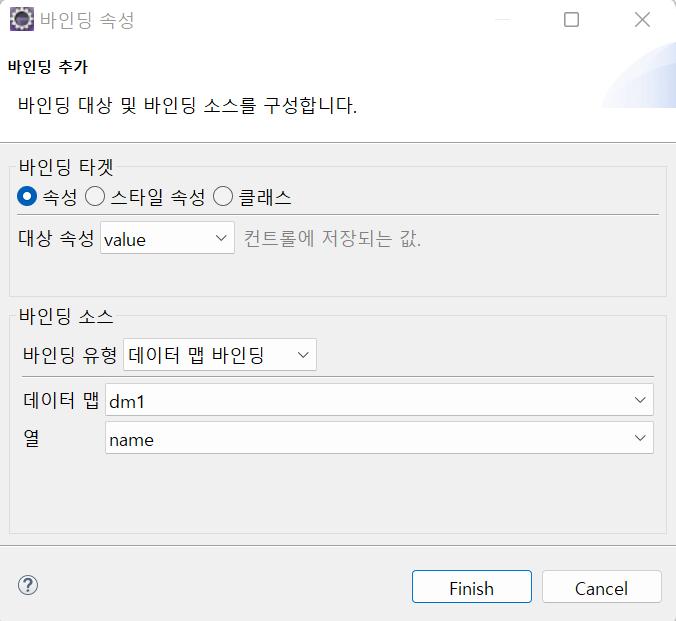 바인딩 속성
바인딩 추가
바인딩 대상 및 바인딩 소스를 구성합니다.
바인딩 타겟
속성 스타일 속성 클래스
대상 속성 value 컨트롤에 저장되는 값.
바인딩 소스
바인딩 유형 데이터 맵 바인딩
데이터 맵 dm1
열 name
?
Finish Cancel